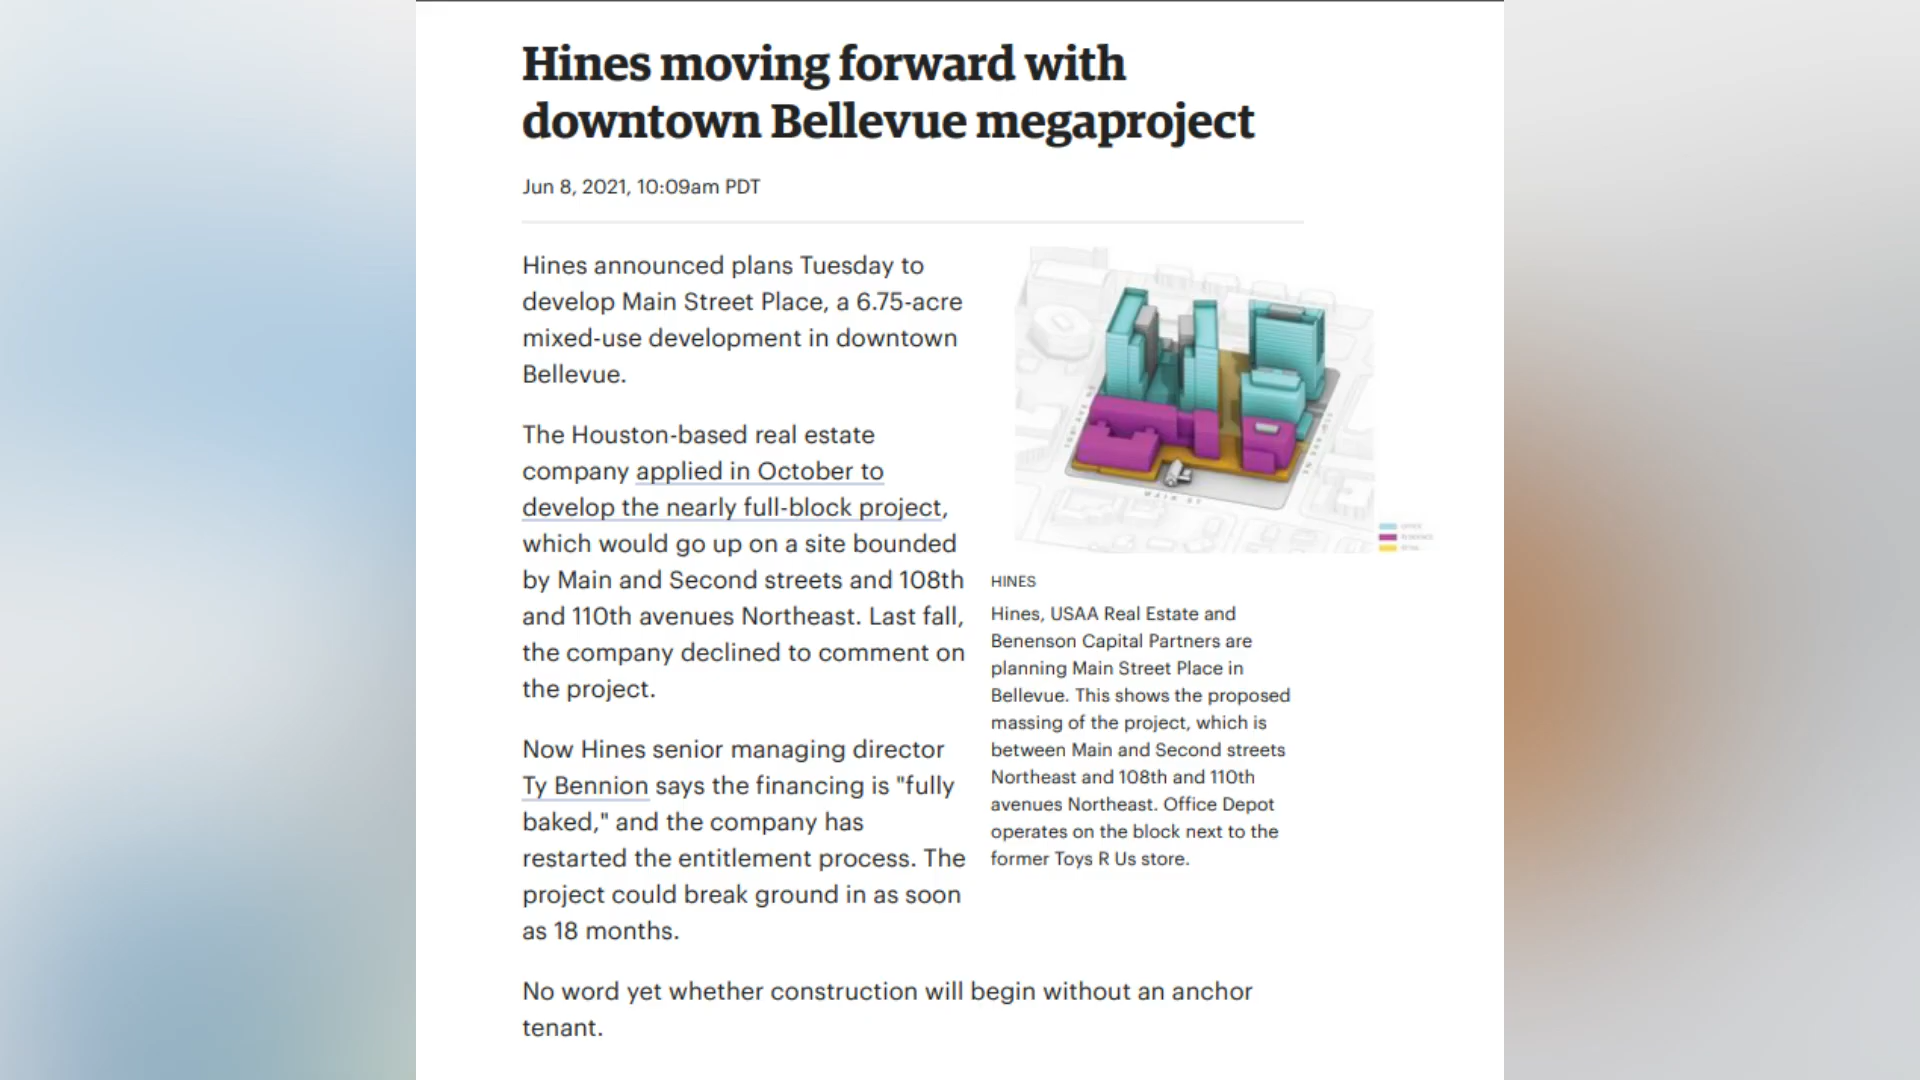 Hines moving forward with
downtown Bellevue megaproject
Jun 8, 2021, 10:09am PDT
Hines announced plans Tuesday to
develop Main Street Place, a 6.75-acre
mixed-use development in downtown
Bellevue.
The Houston-based real estate
company applied in October to
develop the nearly full-block project,
which would go up on a site bounded
by Main and Second streets and 108th
and 110th avenues Northeast. Last fall,
the company declined to comment on
the project.
Now Hines senior managing director
Ty Bennion says the financing is "fully
baked," and the company has
restarted the entitlement process. The
project could break ground in as soon
as 18 months.
No word yet whether construction will begin without an anchor
tenant.
MAIN ST
HINES
Hines, USAA Real Estate and
Benenson Capital Partners are
planning Main Street Place in
Bellevue. This shows the proposed
massing of the project, which is
between Main and Second streets
Northeast and 108th and 110th
avenues Northeast. Office Depot
operates on the block next to the
former Toys R Us store.